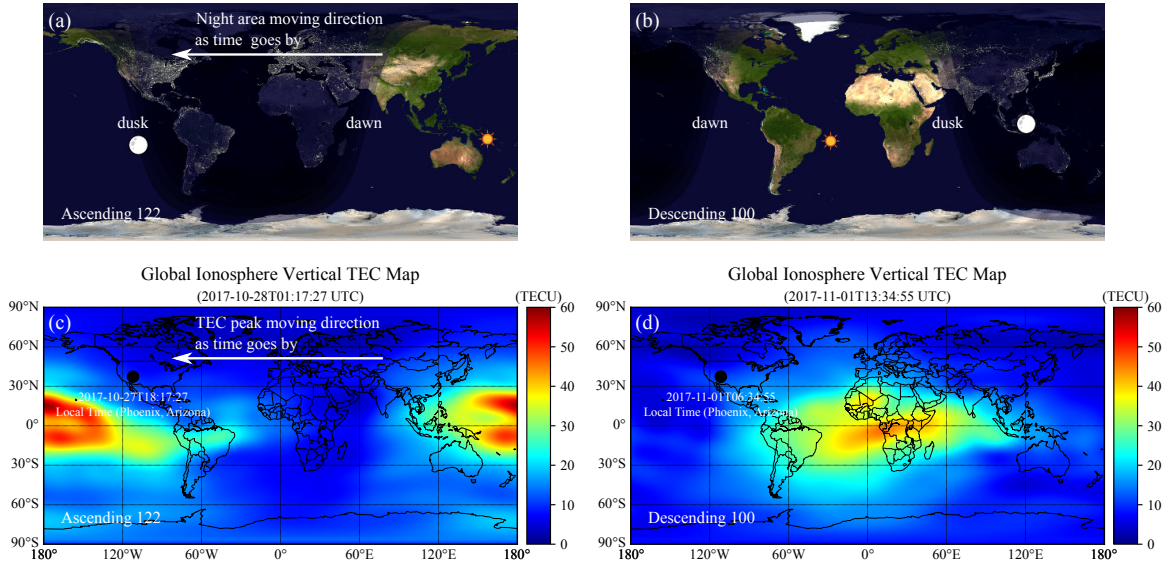 (a)
Night area moving direction
as time goes by
dusk
dawn
Ascending 122
(b)
dawn
dusk
Descending 100
Global Ionosphere Vertical TEC Map
(2017-10-28T01:17:27 UTC)
(TECU)
90°N
60°N
30°N
0°
30°S
60°S
90°S
(c)
TEC peak moving direction
as time goes by
2017-10-27T18:17:27
Local Time (Phoenix, Arizona)
Ascending 122
180°
120°W
60°W
0°
60°E
120°E
180°
60
50
40
30
20
10
0
Global Ionosphere Vertical TEC Map
(2017-11-01T13:34:55 UTC)
(TECU)
90°N
60°N
30°N
0°
30°S
60°S
90°S
(d)
2017-11-01T06:34:55
Local Time (Phoenix, Arizona)
Descending 100
180°
120°W
60°W
0°
60°E
120°E
180°
60
50
40
30
20
10
0